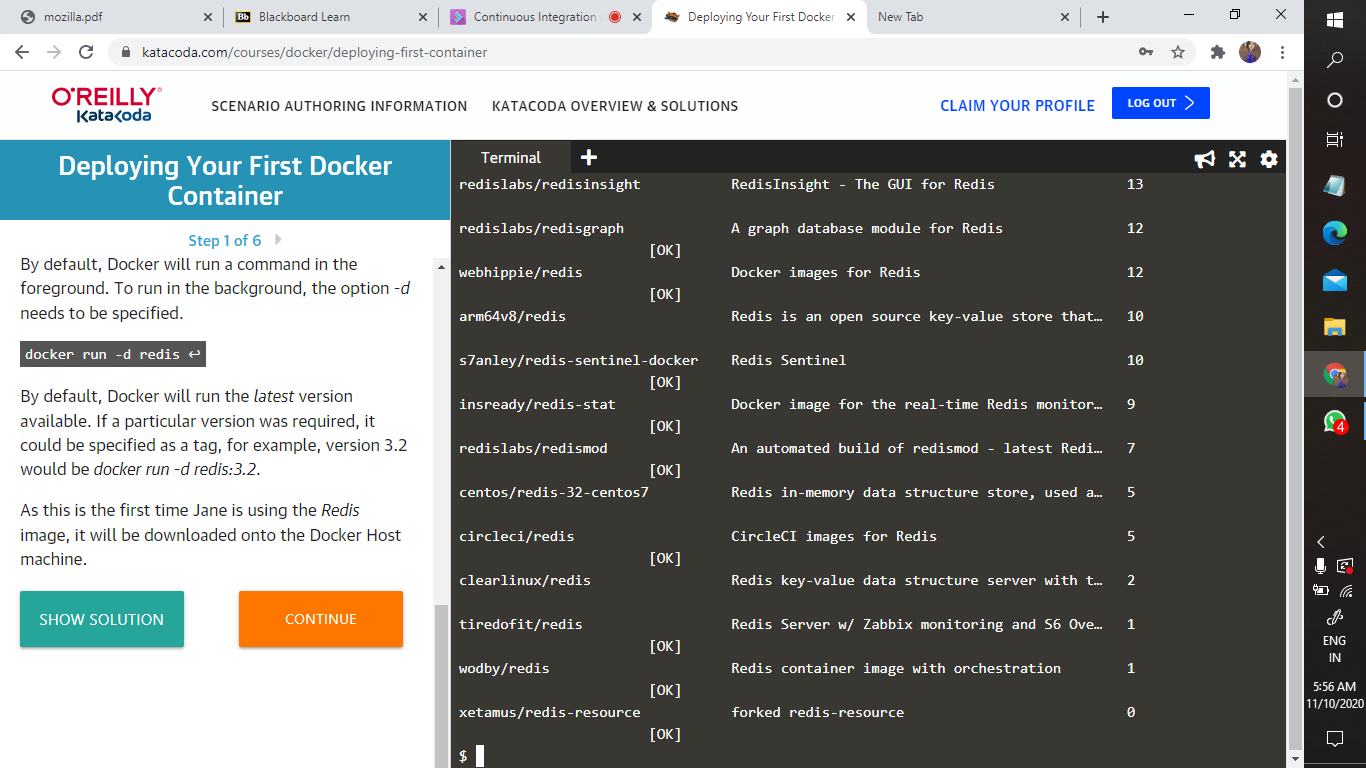 mozilla.pdf
Bb Blackboard Learn
Continuous Integration
Deploying Your First Docker
New Tab
katacoda.com/courses/docker/deploying-first-container
O'REILLY®
Katacoda
SCENARIO AUTHORING INFORMATION
KATACODA OVERVIEW & SOLUTIONS
CLAIM YOUR PROFILE
LOG OUT
Deploying Your First Docker
Container
Step 1 of 6
By default, Docker will run a command in the
foreground. To run in the background, the option -d
needs to be specified.
docker run -d redis ↩
By default, Docker will run the latest version
available. If a particular version was required, it
could be specified as a tag, for example, version 3.2
would be docker run -d redis:3.2.
As this is the first time Jane is using the Redis
image, it will be downloaded onto the Docker Host
machine.
SHOW SOLUTION
CONTINUE
Terminal
redislabs/redisinsight RedisInsight - The GUI for Redis 13
redislabs/redisgraph A graph database module for Redis 12
[OK]
webhippie/redis Docker images for Redis 12
[OK]
arm64v8/redis Redis is an open source key-value store that… 10
s7anley/redis-sentinel-docker Redis Sentinel 10
[OK]
insready/redis-stat Docker image for the real-time Redis monitor… 9
[OK]
redislabs/redismod An automated build of redismod - latest Redi… 7
[OK]
centos/redis-32-centos7 Redis in-memory data structure store, used a… 5
circleci/redis CircleCI images for Redis 5
[OK]
clearlinux/redis Redis key-value data structure server with t… 2
tiredofit/redis Redis Server w/ Zabbix monitoring and S6 Ove… 1
[OK]
wodby/redis Redis container image with orchestration 1
[OK]
xetamus/redis-resource forked redis-resource 0
[OK]
$
4
ENG
IN
5:56 AM
11/10/2020